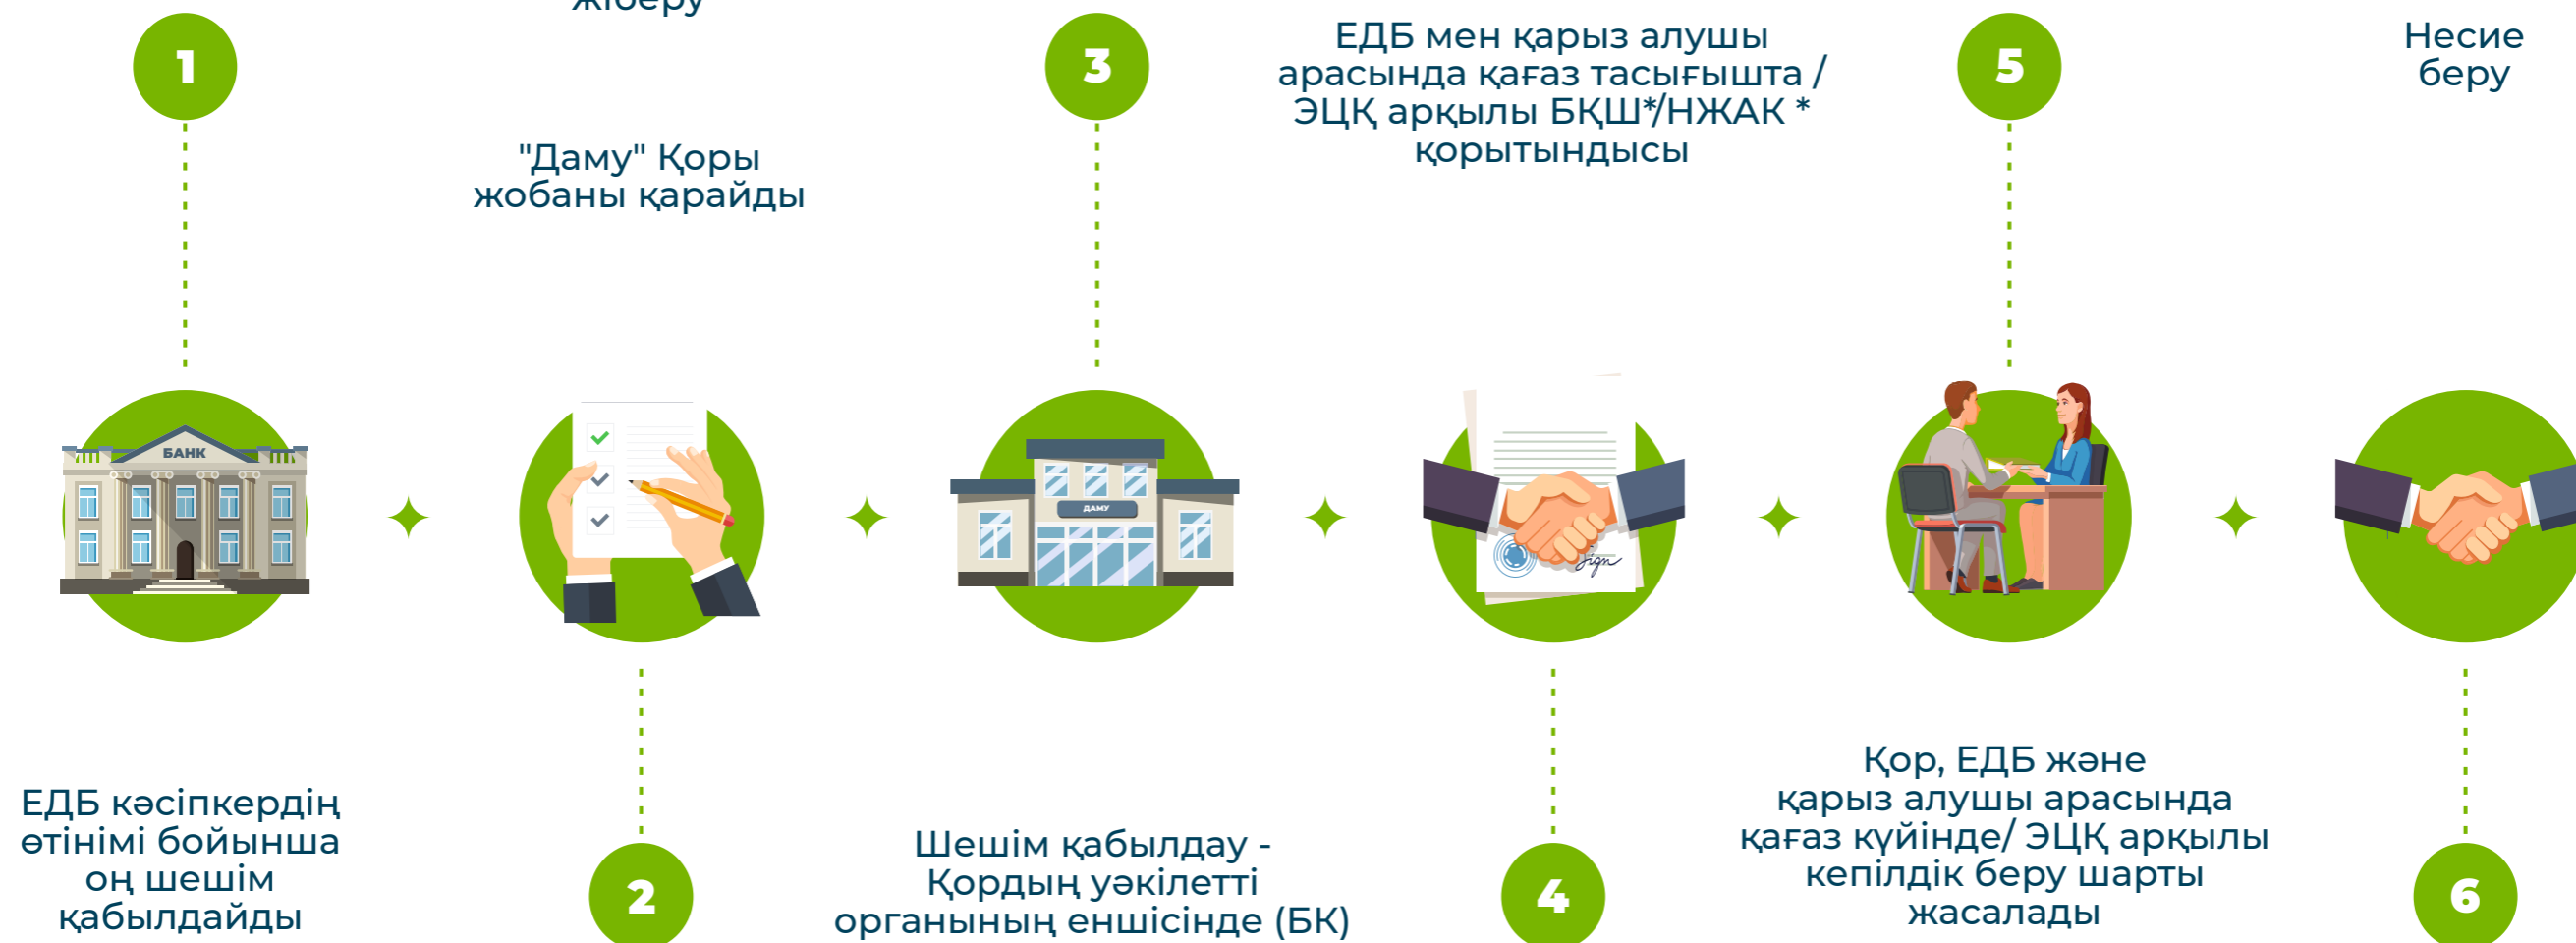 1
ЕДБ кәсіпкердің
өтінімі бойынша
оң шешім
қабылдайды
БАНК
жіберу
"Даму" Қоры
жобаны қарайды
2
3
ДАМУ
Шешім қабылдау -
Қордың уәкілетті
органының еншісінде (БК)
ЕДБ мен қарыз алушы
арасында қағаз тасығышта /
ЭЦҚ арқылы БҚШ*/НЖАК *
қорытындысы
Sign
4
5
Қор, ЕДБ және
қарыз алушы арасында
қағаз күйінде/ ЭЦҚ арқылы
кепілдік беру шарты
жасалады
Несие
беру
6